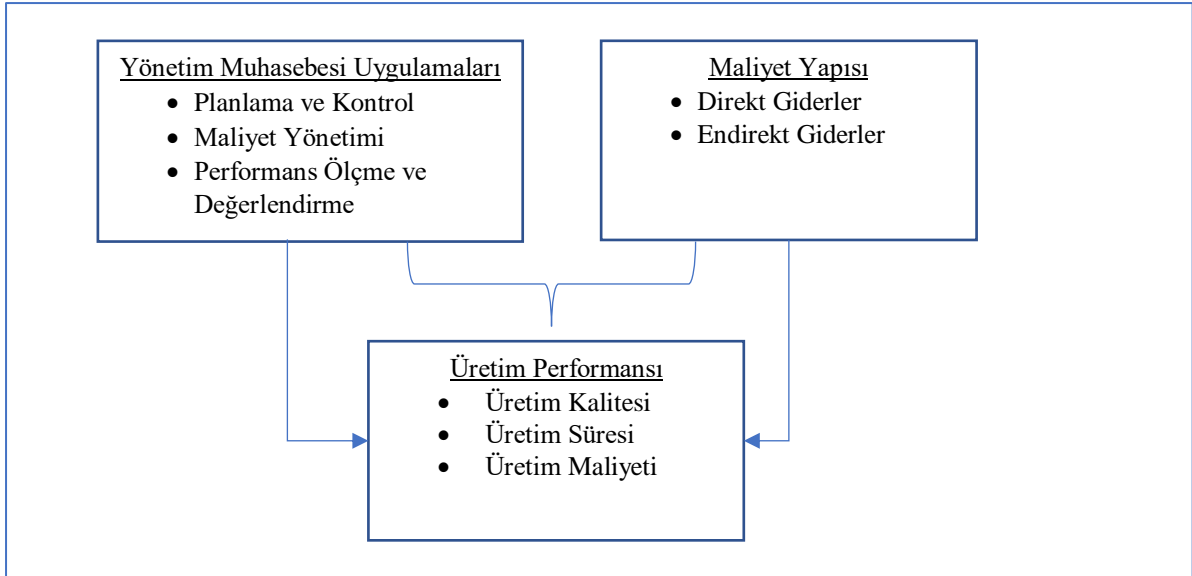 Yönetim Muhasebesi Uygulamaları
• Planlama ve Kontrol
• Maliyet Yönetimi
• Performans Ölçme ve
Değerlendirme
Maliyet Yapısı
• Direkt Giderler
• Endirekt Giderler
Üretim Performansı
• Üretim Kalitesi
• Üretim Süresi
• Üretim Maliyeti